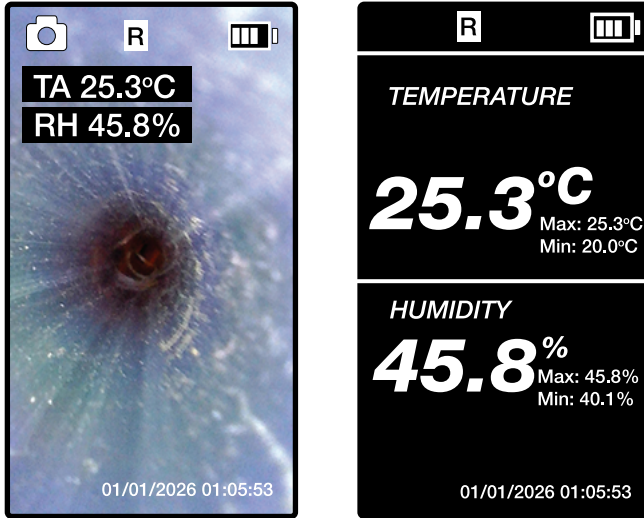 R
TA 25.3°C
RH 45.8%
01/01/2026 01:05:53
R
TEMPERATURE
25.3°C
Max: 25.3°C
Min: 20.0°C
HUMIDITY
45.8%
Max: 45.8%
Min: 40.1%
01/01/2026 01:05:53